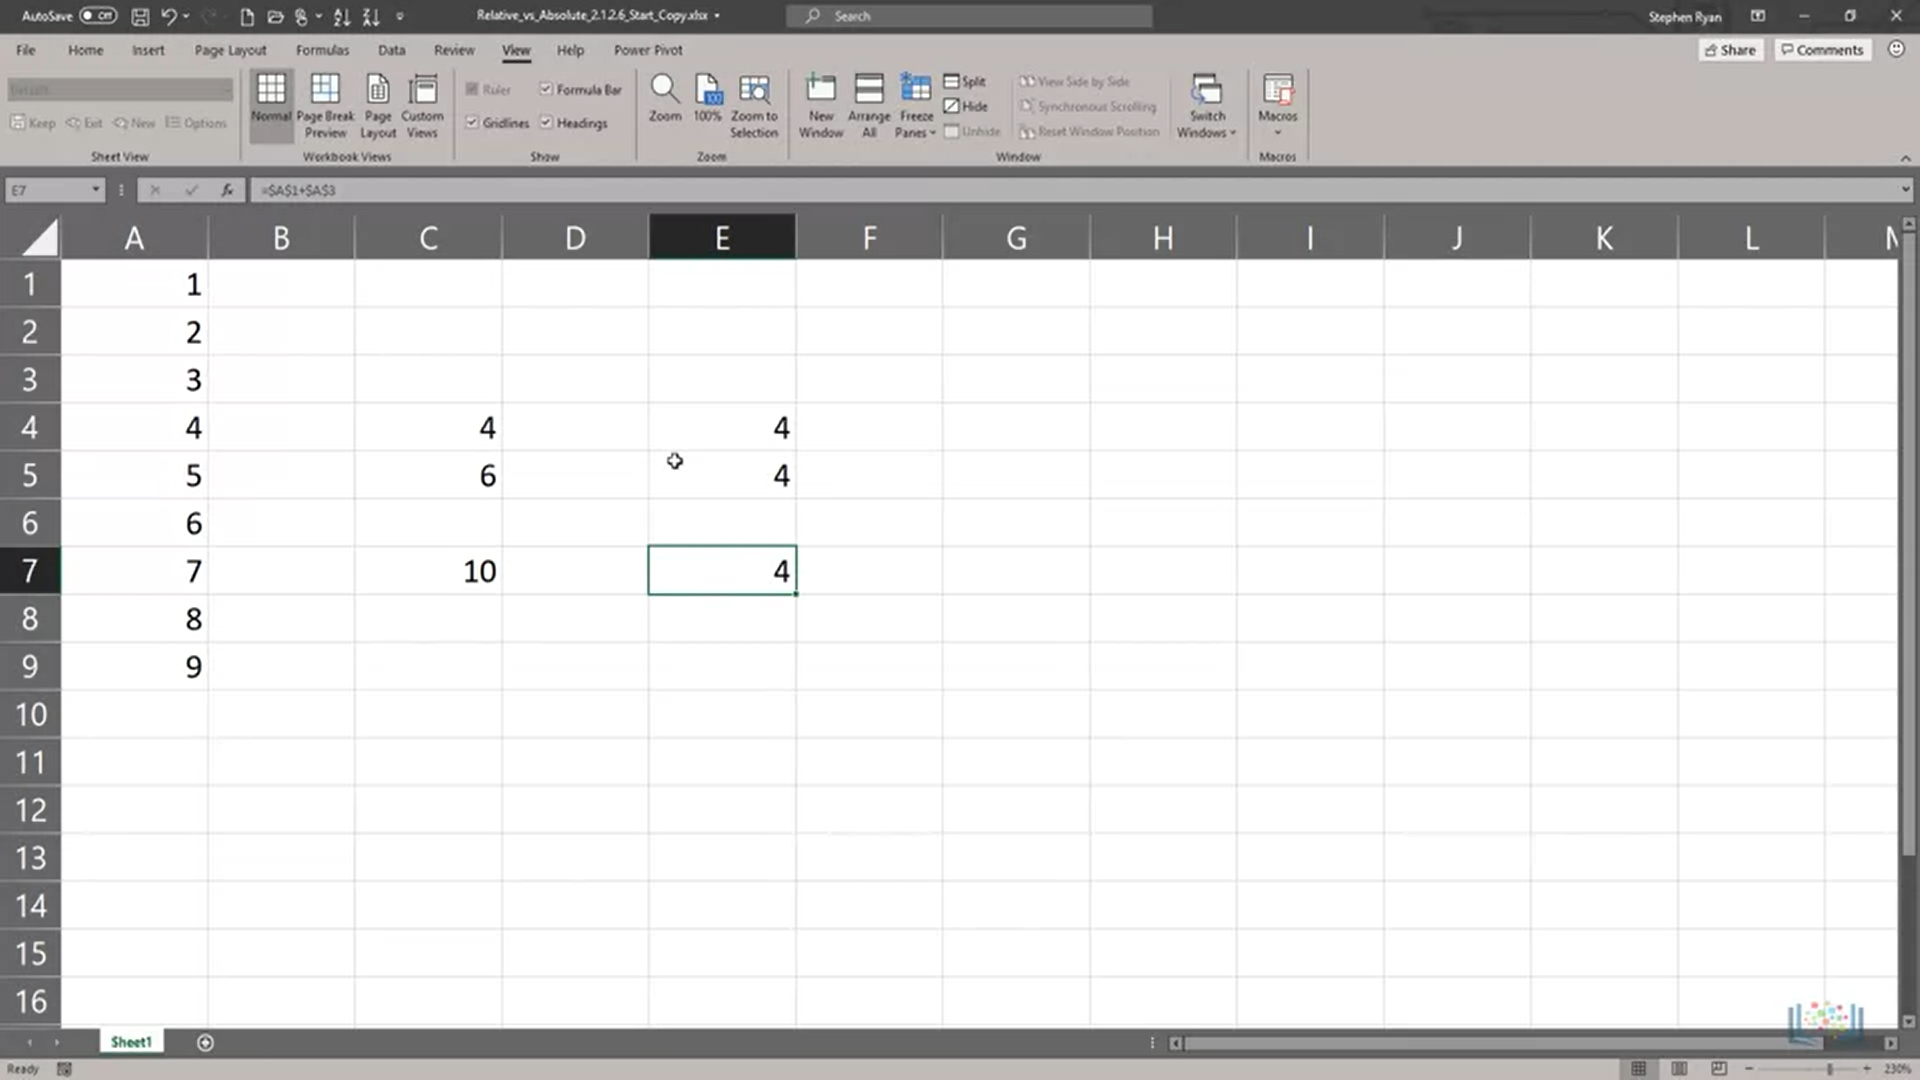 AutoSave Off
Relative_vs_Absolute_2.1.2.6_Start_Copy.xlsx
Search
Stephen Ryan
File Home Insert Page Layout Formulas Data Review View Help Power Pivot
Share Comments
Keep Exit New Options
Sheet View
Normal Page Break Preview Page Layout Custom Views
Workbook Views
Ruler Formula Bar
Gridlines Headings
Show
Zoom 100% Zoom to Selection
Zoom
New Window Arrange All Freeze Panes
Split
Hide
Unhide
View Side by Side
Synchronous Scrolling
Reset Window Position
Switch Windows
Window
Macros
Macros
E7 fx =$A$1+$A$3
A B C D E F G H I J K L
1 1
2 2
3 3
4 4 4 4
5 5 6 4
6 6
7 7 10 4
8 8
9 9
10
11
12
13
14
15
16
Sheet1
Ready 230%